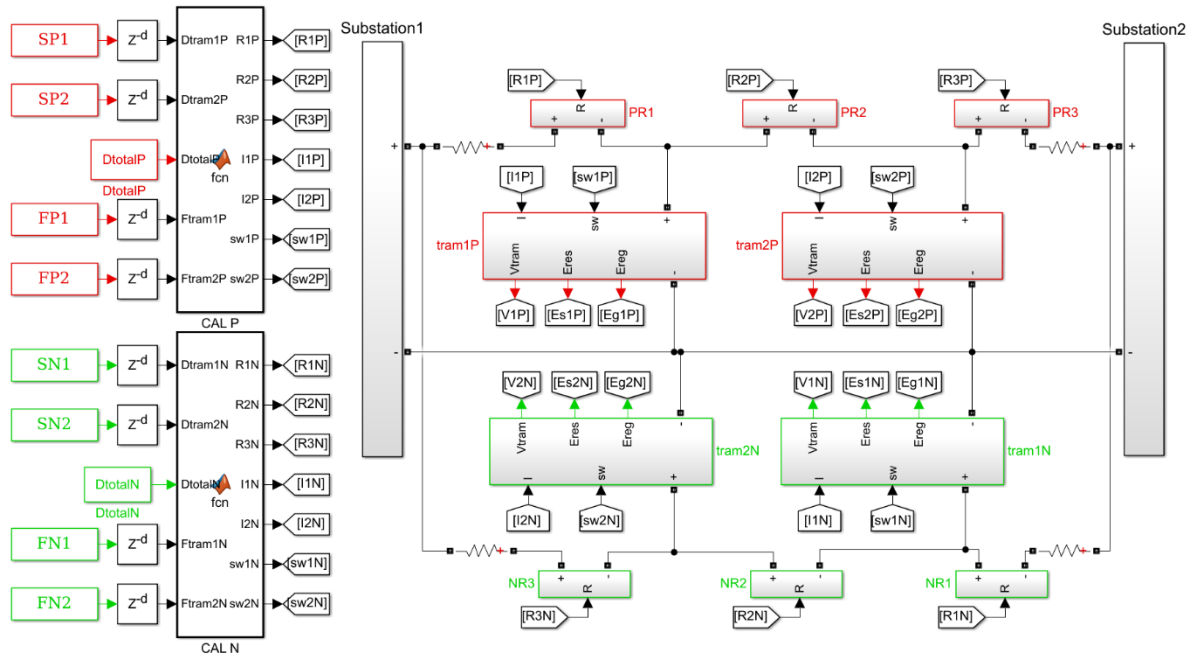 SP1
Z-d
Dtram1P
R1P
[R1P]
R2P
[R2P]
SP2
Z-d
Dtram2P
R3P
[R3P]
DtotalP
DtotalP
DtotalP
fcn
I1P
[I1P]
I2P
[I2P]
FP1
Z-d
Ftram1P
sw1P
[sw1P]
FP2
Z-d
Ftram2P
sw2P
[sw2P]
CAL P
SN1
Z-d
Dtram1N
R1N
[R1N]
R2N
[R2N]
SN2
Z-d
Dtram2N
R3N
[R3N]
DtotalN
DtotalN
DtotalN
fcn
I1N
[I1N]
I2N
[I2N]
FN1
Z-d
Ftram1N
sw1N
[sw1N]
FN2
Z-d
Ftram2N
sw2N
[sw2N]
CAL N
Substation1
+
-
Substation2
+
-
[R1P]
R
+
-
PR1
[R2P]
R
+
-
PR2
[R3P]
R
+
-
PR3
[I1P]
[sw1P]
I
sw
+
-
tram1P
Vtram
Eres
Ereg
[V1P]
[Es1P]
[Eg1P]
[I2P]
[sw2P]
I
sw
+
-
tram2P
Vtram
Eres
Ereg
[V2P]
[Es2P]
[Eg2P]
[V2N]
[Es2N]
[Eg2N]
Vtram
Eres
Ereg
-
+
tram2N
I
sw
[I2N]
[sw2N]
[V1N]
[Es1N]
[Eg1N]
Vtram
Eres
Ereg
-
+
tram1N
I
sw
[I1N]
[sw1N]
NR3
+
-
R
[R3N]
NR2
+
-
R
[R2N]
NR1
+
-
R
[R1N]